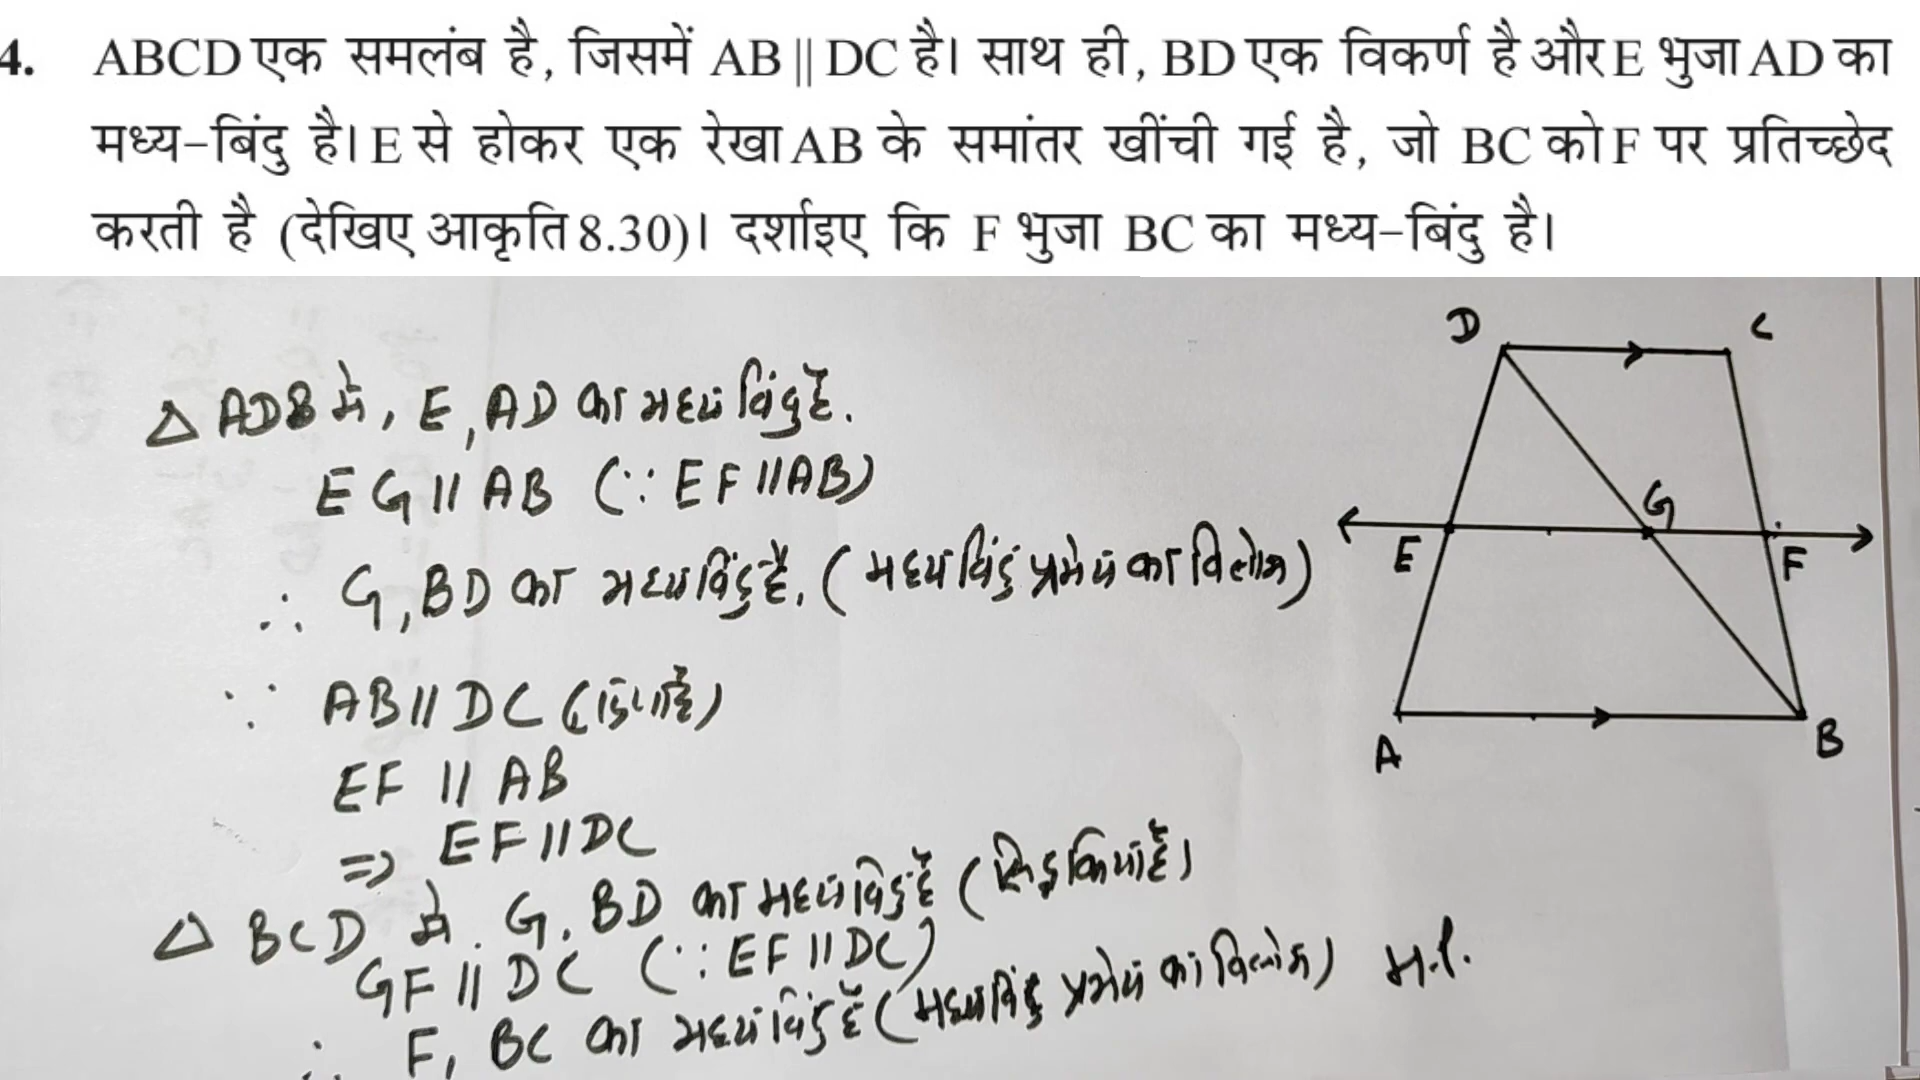 4. ABCD एक समलंब है, जिसमें AB || DC है। साथ ही, BD एक विकर्ण है और E भुजा AD का
मध्य-बिंदु है। E से होकर एक रेखा AB के समांतर खींची गई है, जो BC को F पर प्रतिच्छेद
करती है (देखिए आकृति 8.30)। दर्शाइए कि F भुजा BC का मध्य-बिंदु है।
D C
△ ADB में, E, AD का मध्य बिंदु है.
EG || AB (∵ EF || AB)
G
E F
∴ G, BD का मध्य बिंदु है. (मध्य बिंदु प्रमेय का विलोम)
∵ AB || DC (दिया है)
A B
EF || AB
⇒ EF || DC
△ BCD में. G, BD का मध्य बिंदु है (सिद्ध किया है)
GF || DC (∵ EF || DC)
∴ F, BC का मध्य बिंदु है (मध्य बिंदु प्रमेय का विलोम)